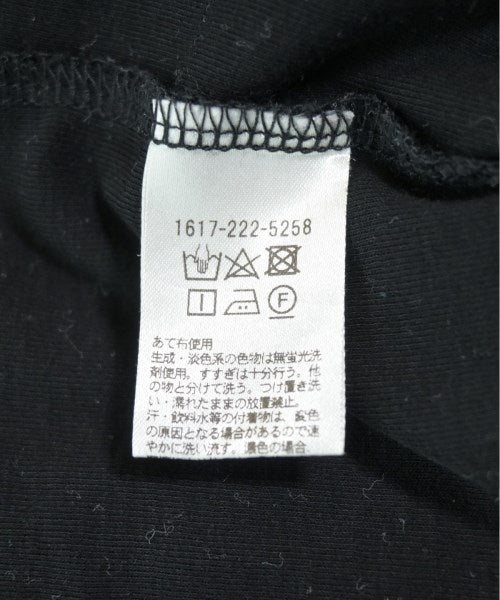 1617-222-5258
F
あて布使用
生成・淡色系の色物は無蛍光洗
剤使用。すすぎは十分行う。他
の物と分けて洗う。つけ置き洗
い・濡れたままの放置禁止。
汗・飲料水等の付着物は、変色
の原因となる場合があるので速
やかに洗い流す。濃色の場合、